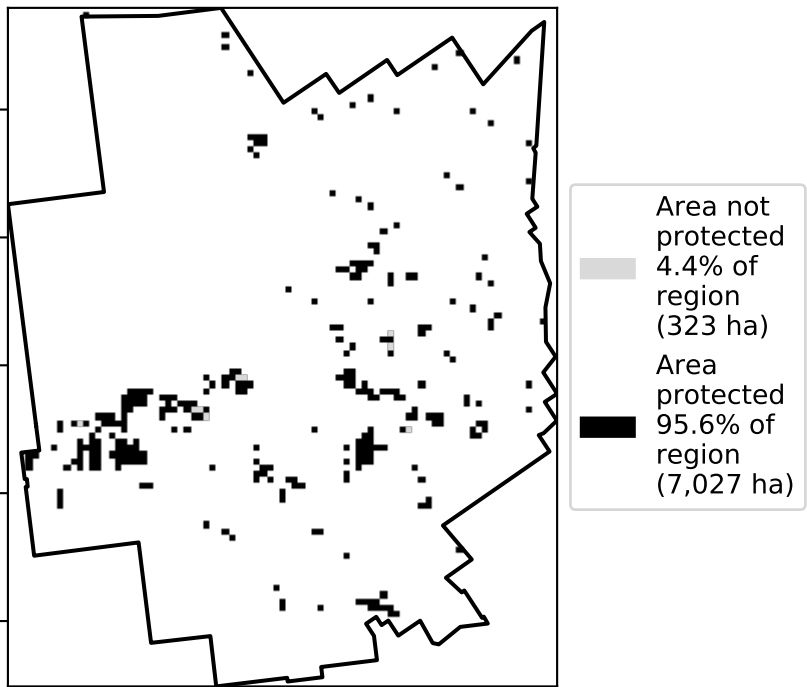 Area not
protected
4.4% of
region
(323 ha)
Area
protected
95.6% of
region
(7,027 ha)